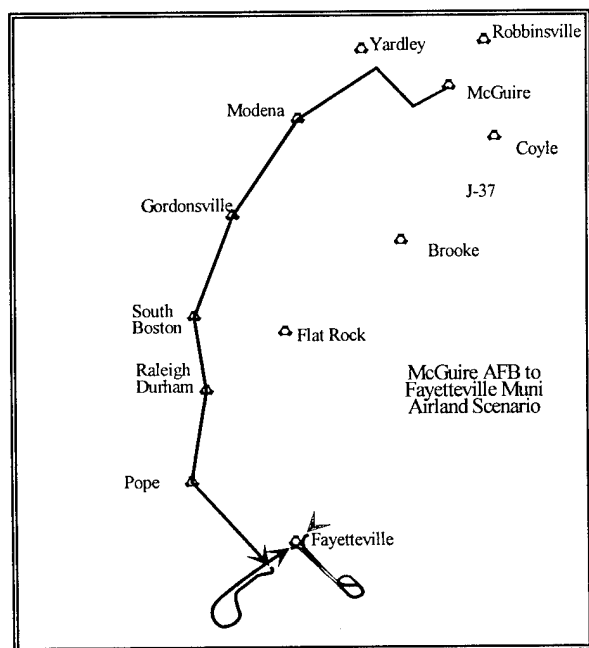 Robbinsville
Yardley
McGuire
Modena
Coyle
J-37
Gordonsville
Brooke
South
Boston
Flat Rock
Raleigh
Durham
McGuire AFB to
Fayetteville Muni
Airland Scenario
Pope
Fayetteville